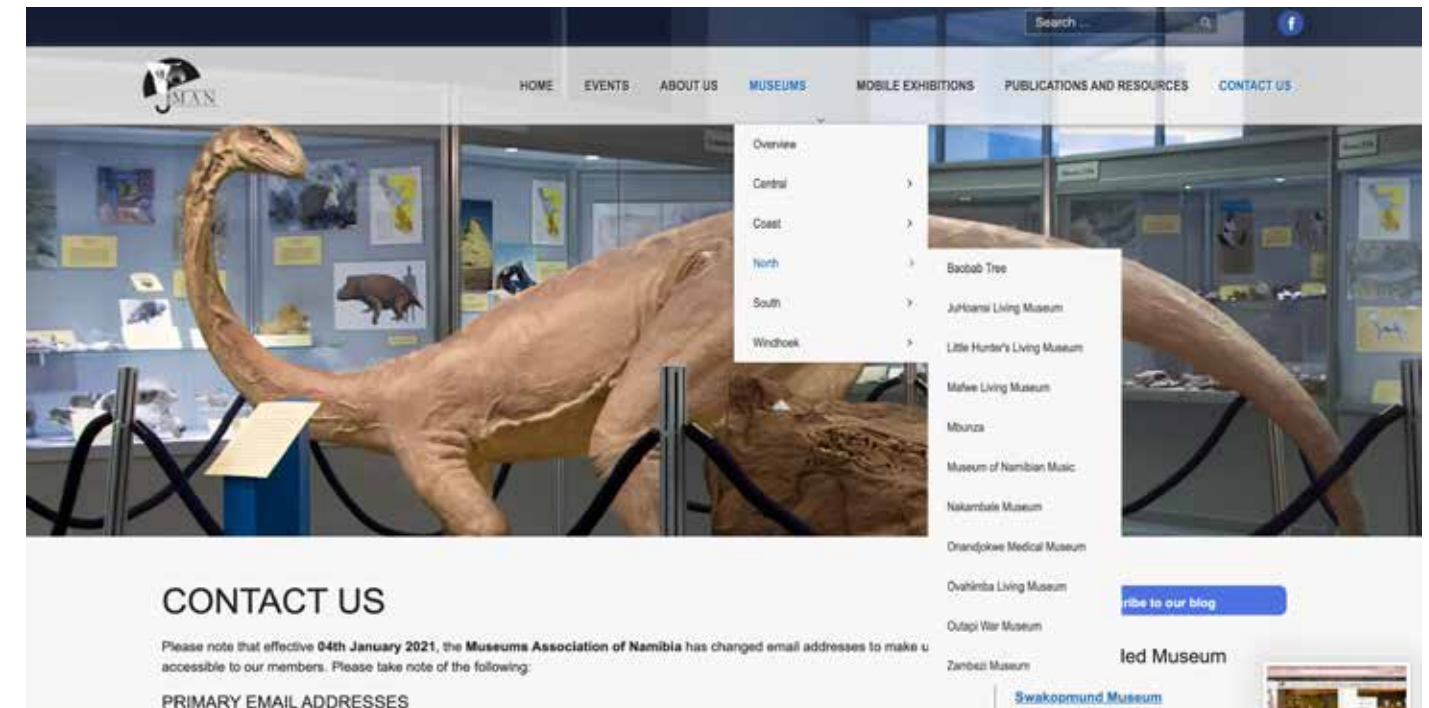 Search ...
f
MAN
HOME EVENTS ABOUT US MUSEUMS MOBILE EXHIBITIONS PUBLICATIONS AND RESOURCES CONTACT US
Overview
Central
Coast
North
South
Windhoek
Baobab Tree
Ju/Hoansi Living Museum
Little Hunter's Living Museum
Mafwe Living Museum
Mbunza
Museum of Namibian Music
Nakambale Museum
Onandjokwe Medical Museum
Ovahimba Living Museum
Outapi War Museum
Zambezi Museum
CONTACT US
Please note that effective 04th January 2021, the Museums Association of Namibia has changed email addresses to make u
accessible to our members. Please take note of the following:
PRIMARY EMAIL ADDRESSES
ribe to our blog
led Museum
Swakopmund Museum